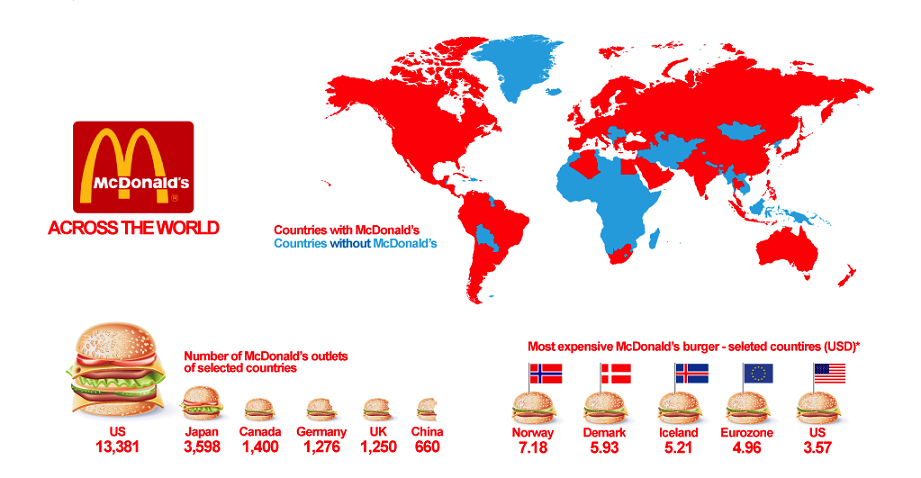 McDonald's
®
ACROSS THE WORLD
Countries with McDonald's
Countries without McDonald's
Number of McDonald's outlets
of selected countries
US
13,381
Japan
3,598
Canada
1,400
Germany
1,276
UK
1,250
China
660
Most expensive McDonald's burger - seleted countires (USD)*
Norway
7.18
Demark
5.93
Iceland
5.21
Eurozone
4.96
US
3.57